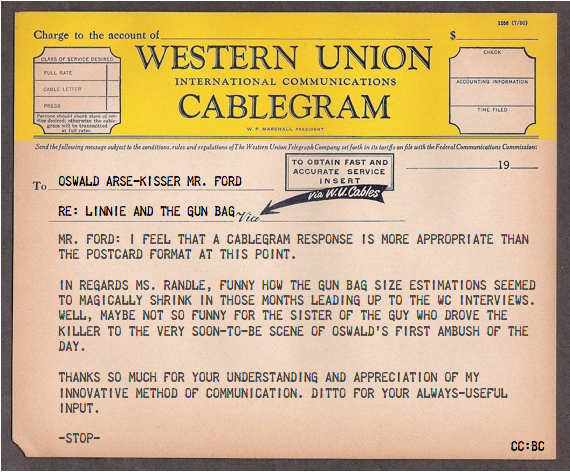 1258 (7/50)
Charge to the account of $
CLASS OF SERVICE DESIRED
FULL RATE
CABLE LETTER
PRESS
Patrons should check class of ser-
vice desired; otherwise the cable-
gram will be transmitted
at full rates.
WESTERN UNION
INTERNATIONAL COMMUNICATIONS
CABLEGRAM
W. P. MARSHALL PRESIDENT
CHECK
ACCOUNTING INFORMATION
TIME FILED
Send the following message subject to the conditions, rules and regulations of The Western Union Telegraph Company set forth in its tariffs on file with the Federal Communications Commission:
TO OBTAIN FAST AND
ACCURATE SERVICE
INSERT
via W.U. Cables
19
To OSWALD ARSE-KISSER MR. FORD
RE: LINNIE AND THE GUN BAG Via
MR. FORD: I FEEL THAT A CABLEGRAM RESPONSE IS MORE APPROPRIATE THAN
THE POSTCARD FORMAT AT THIS POINT.
IN REGARDS MS. RANDLE, FUNNY HOW THE GUN BAG SIZE ESTIMATIONS SEEMED
TO MAGICALLY SHRINK IN THOSE MONTHS LEADING UP TO THE WC INTERVIEWS.
WELL, MAYBE NOT SO FUNNY FOR THE SISTER OF THE GUY WHO DROVE THE
KILLER TO THE VERY SOON-TO-BE SCENE OF OSWALD'S FIRST AMBUSH OF THE
DAY.
THANKS SO MUCH FOR YOUR UNDERSTANDING AND APPRECIATION OF MY
INNOVATIVE METHOD OF COMMUNICATION. DITTO FOR YOUR ALWAYS-USEFUL
INPUT.
-STOP-
CC:BC